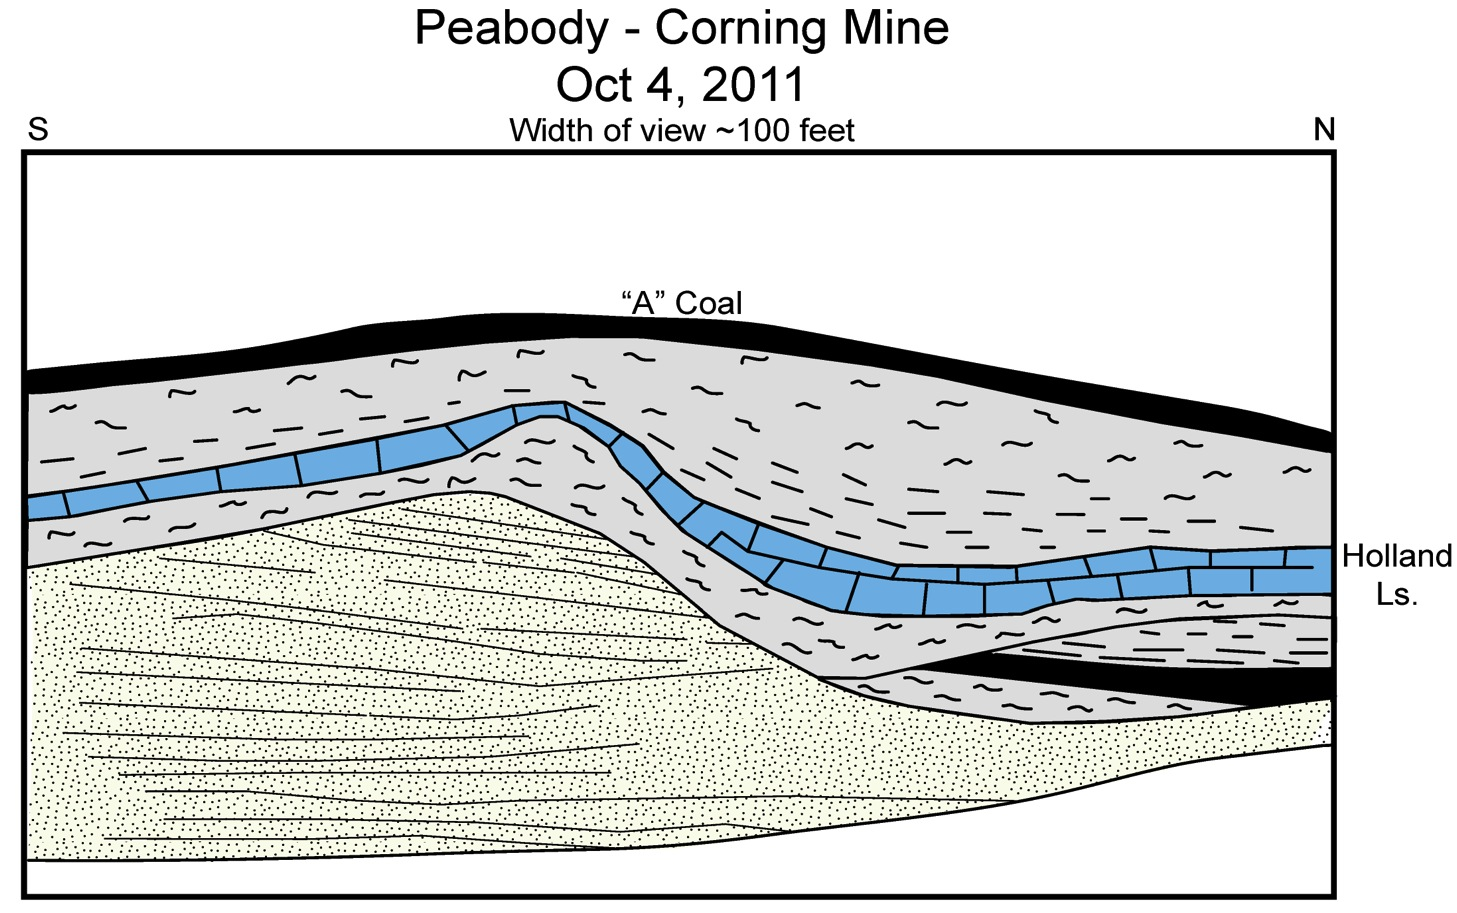 Peabody - Corning Mine
Oct 4, 2011
Width of view ~100 feet
S
N
“A” Coal
Holland
Ls.